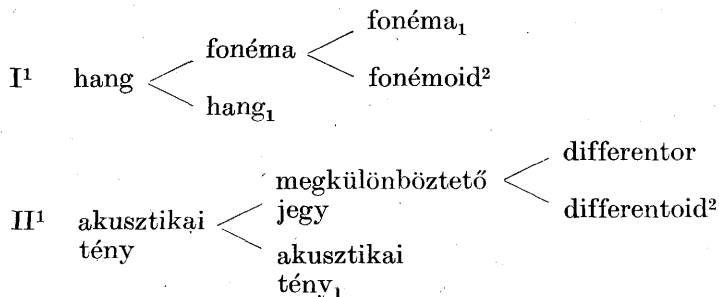 fonéma₁
fonéma
I¹ hang fonémoid²
hang₁
differentor
megkülönböztető
II¹ akusztikai jegy differentoid²
tény akusztikai
tény₁